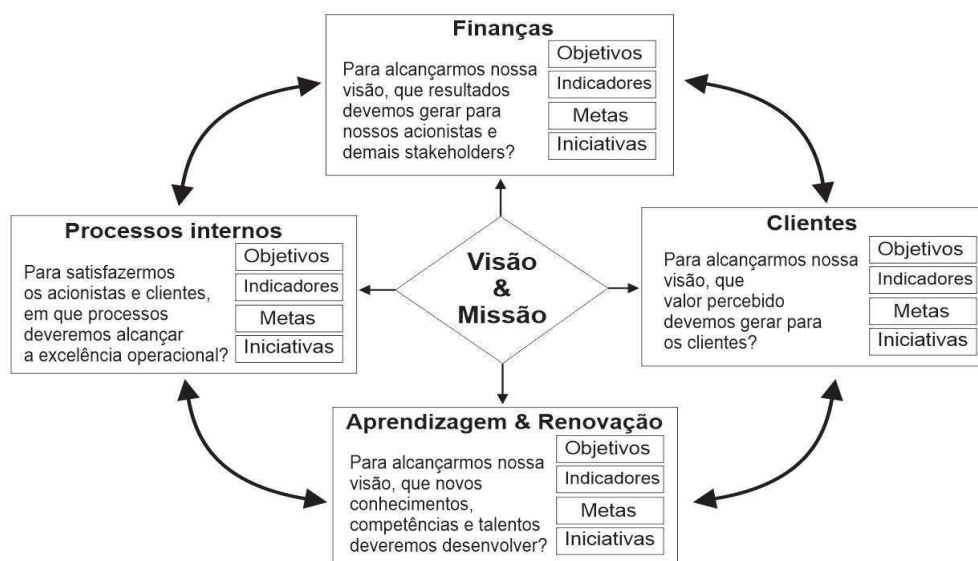 Finanças
Para alcançarmos nossa
visão, que resultados
devemos gerar para
nossos acionistas e
demais stakeholders?
Objetivos
Indicadores
Metas
Iniciativas
Processos internos
Para satisfazermos
os acionistas e clientes,
em que processos
deveremos alcançar
a excelência operacional?
Objetivos
Indicadores
Metas
Iniciativas
Visão
&
Missão
Clientes
Para alcançarmos nossa
visão, que
valor percebido
devemos gerar para
os clientes?
Objetivos
Indicadores
Metas
Iniciativas
Aprendizagem & Renovação
Para alcançarmos nossa
visão, que novos
conhecimentos,
competências e talentos
deveremos desenvolver?
Objetivos
Indicadores
Metas
Iniciativas